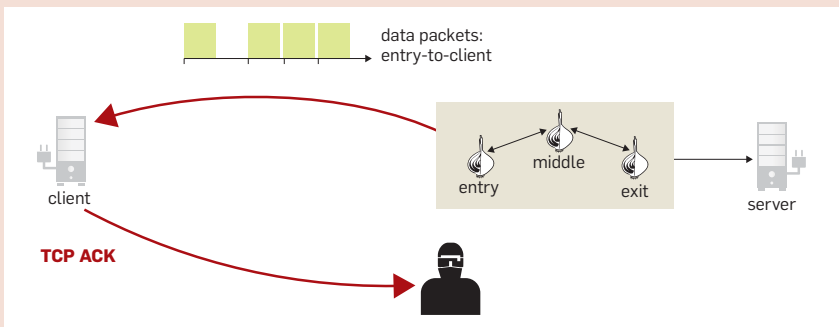 data packets:
entry-to-client
middle
entry
exit
client
server
TCP ACK